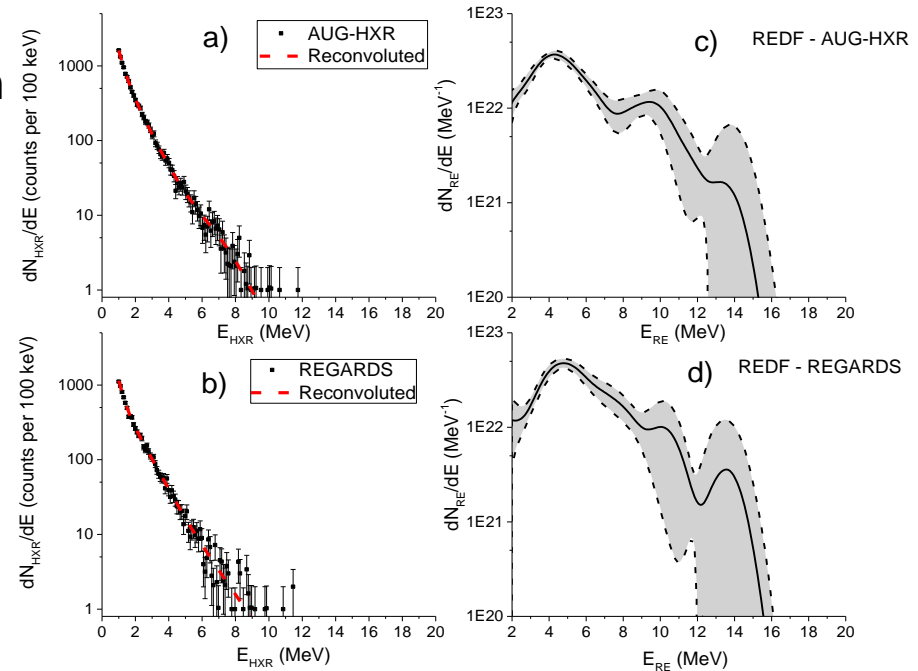 a)
AUG-HXR
Reconvoluted
dN_HXR/dE (counts per 100 keV)
1000
100
10
1
0 2 4 6 8 10 12 14 16 18 20
E_HXR (MeV)
c)
REDF - AUG-HXR
dN_RE/dE (MeV⁻¹)
1E23
1E22
1E21
1E20
2 4 6 8 10 12 14 16 18 20
E_RE (MeV)
b)
REGARDS
Reconvoluted
dN_HXR/dE (counts per 100 keV)
1000
100
10
1
0 2 4 6 8 10 12 14 16 18 20
E_HXR (MeV)
d)
REDF - REGARDS
dN_RE/dE (MeV⁻¹)
1E23
1E22
1E21
1E20
2 4 6 8 10 12 14 16 18 20
E_RE (MeV)